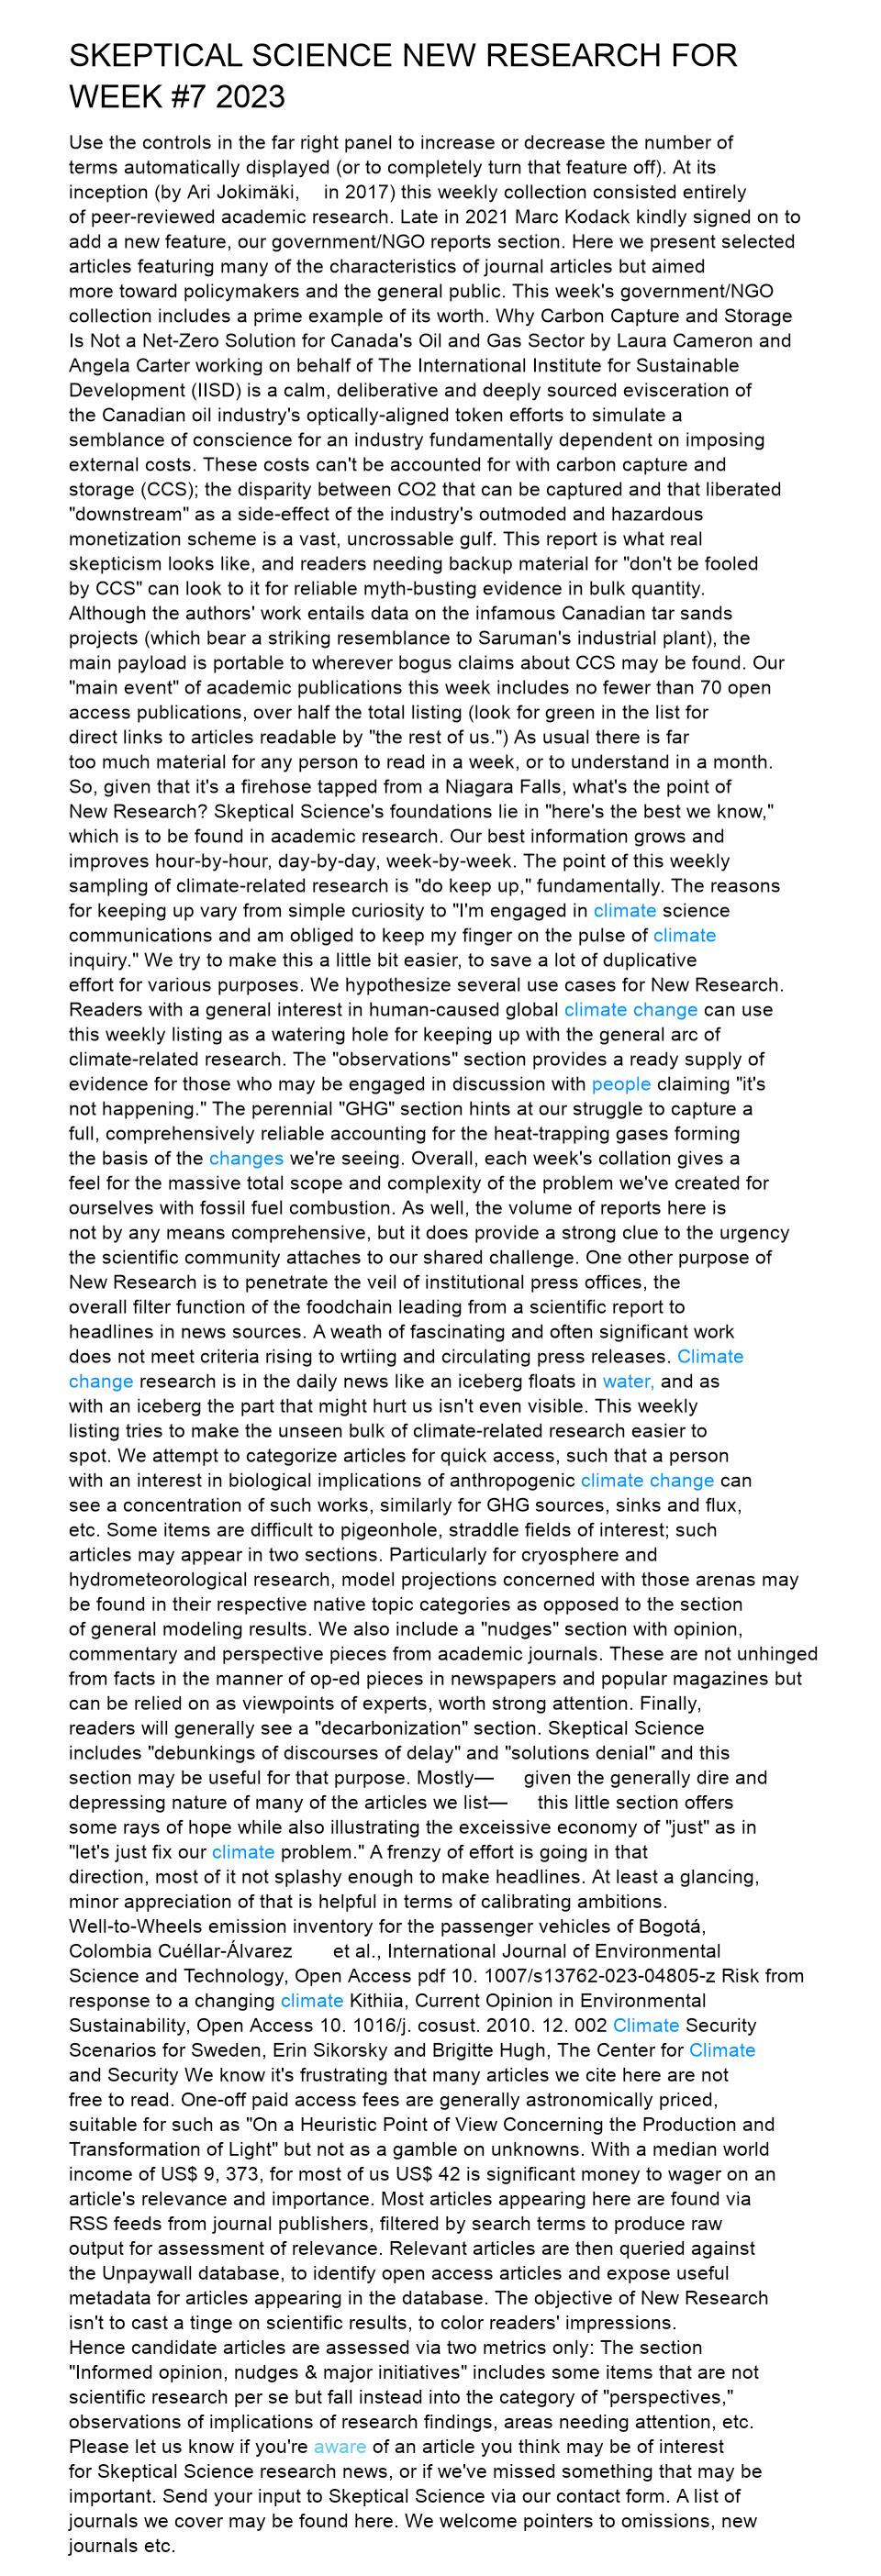 SKEPTICAL SCIENCE NEW RESEARCH FOR
WEEK #7 2023
Use the controls in the far right panel to increase or decrease the number of
terms automatically displayed (or to completely turn that feature off). At its
inception (by Ari Jokimäki, in 2017) this weekly collection consisted entirely
of peer-reviewed academic research. Late in 2021 Marc Kodack kindly signed on to
add a new feature, our government/NGO reports section. Here we present selected
articles featuring many of the characteristics of journal articles but aimed
more toward policymakers and the general public. This week's government/NGO
collection includes a prime example of its worth. Why Carbon Capture and Storage
Is Not a Net-Zero Solution for Canada's Oil and Gas Sector by Laura Cameron and
Angela Carter working on behalf of The International Institute for Sustainable
Development (IISD) is a calm, deliberative and deeply sourced evisceration of
the Canadian oil industry's optically-aligned token efforts to simulate a
semblance of conscience for an industry fundamentally dependent on imposing
external costs. These costs can't be accounted for with carbon capture and
storage (CCS); the disparity between CO2 that can be captured and that liberated
"downstream" as a side-effect of the industry's outmoded and hazardous
monetization scheme is a vast, uncrossable gulf. This report is what real
skepticism looks like, and readers needing backup material for "don't be fooled
by CCS" can look to it for reliable myth-busting evidence in bulk quantity.
Although the authors' work entails data on the infamous Canadian tar sands
projects (which bear a striking resemblance to Saruman's industrial plant), the
main payload is portable to wherever bogus claims about CCS may be found. Our
"main event" of academic publications this week includes no fewer than 70 open
access publications, over half the total listing (look for green in the list for
direct links to articles readable by "the rest of us.") As usual there is far
too much material for any person to read in a week, or to understand in a month.
So, given that it's a firehose tapped from a Niagara Falls, what's the point of
New Research? Skeptical Science's foundations lie in "here's the best we know,"
which is to be found in academic research. Our best information grows and
improves hour-by-hour, day-by-day, week-by-week. The point of this weekly
sampling of climate-related research is "do keep up," fundamentally. The reasons
for keeping up vary from simple curiosity to "I'm engaged in climate science
communications and am obliged to keep my finger on the pulse of climate
inquiry." We try to make this a little bit easier, to save a lot of duplicative
effort for various purposes. We hypothesize several use cases for New Research.
Readers with a general interest in human-caused global climate change can use
this weekly listing as a watering hole for keeping up with the general arc of
climate-related research. The "observations" section provides a ready supply of
evidence for those who may be engaged in discussion with people claiming "it's
not happening." The perennial "GHG" section hints at our struggle to capture a
full, comprehensively reliable accounting for the heat-trapping gases forming
the basis of the changes we're seeing. Overall, each week's collation gives a
feel for the massive total scope and complexity of the problem we've created for
ourselves with fossil fuel combustion. As well, the volume of reports here is
not by any means comprehensive, but it does provide a strong clue to the urgency
the scientific community attaches to our shared challenge. One other purpose of
New Research is to penetrate the veil of institutional press offices, the
overall filter function of the foodchain leading from a scientific report to
headlines in news sources. A weath of fascinating and often significant work
does not meet criteria rising to wrtiing and circulating press releases. Climate
change research is in the daily news like an iceberg floats in water, and as
with an iceberg the part that might hurt us isn't even visible. This weekly
listing tries to make the unseen bulk of climate-related research easier to
spot. We attempt to categorize articles for quick access, such that a person
with an interest in biological implications of anthropogenic climate change can
see a concentration of such works, similarly for GHG sources, sinks and flux,
etc. Some items are difficult to pigeonhole, straddle fields of interest; such
articles may appear in two sections. Particularly for cryosphere and
hydrometeorological research, model projections concerned with those arenas may
be found in their respective native topic categories as opposed to the section
of general modeling results. We also include a "nudges" section with opinion,
commentary and perspective pieces from academic journals. These are not unhinged
from facts in the manner of op-ed pieces in newspapers and popular magazines but
can be relied on as viewpoints of experts, worth strong attention. Finally,
readers will generally see a "decarbonization" section. Skeptical Science
includes "debunkings of discourses of delay" and "solutions denial" and this
section may be useful for that purpose. Mostly— given the generally dire and
depressing nature of many of the articles we list— this little section offers
some rays of hope while also illustrating the exceissive economy of "just" as in
"let's just fix our climate problem." A frenzy of effort is going in that
direction, most of it not splashy enough to make headlines. At least a glancing,
minor appreciation of that is helpful in terms of calibrating ambitions.
Well-to-Wheels emission inventory for the passenger vehicles of Bogotá,
Colombia Cuéllar-Álvarez et al., International Journal of Environmental
Science and Technology, Open Access pdf 10. 1007/s13762-023-04805-z Risk from
response to a changing climate Kithiia, Current Opinion in Environmental
Sustainability, Open Access 10. 1016/j. cosust. 2010. 12. 002 Climate Security
Scenarios for Sweden, Erin Sikorsky and Brigitte Hugh, The Center for Climate
and Security We know it's frustrating that many articles we cite here are not
free to read. One-off paid access fees are generally astronomically priced,
suitable for such as "On a Heuristic Point of View Concerning the Production and
Transformation of Light" but not as a gamble on unknowns. With a median world
income of US$ 9, 373, for most of us US$ 42 is significant money to wager on an
article's relevance and importance. Most articles appearing here are found via
RSS feeds from journal publishers, filtered by search terms to produce raw
output for assessment of relevance. Relevant articles are then queried against
the Unpaywall database, to identify open access articles and expose useful
metadata for articles appearing in the database. The objective of New Research
isn't to cast a tinge on scientific results, to color readers' impressions.
Hence candidate articles are assessed via two metrics only: The section
"Informed opinion, nudges & major initiatives" includes some items that are not
scientific research per se but fall instead into the category of "perspectives,"
observations of implications of research findings, areas needing attention, etc.
Please let us know if you're aware of an article you think may be of interest
for Skeptical Science research news, or if we've missed something that may be
important. Send your input to Skeptical Science via our contact form. A list of
journals we cover may be found here. We welcome pointers to omissions, new
journals etc.